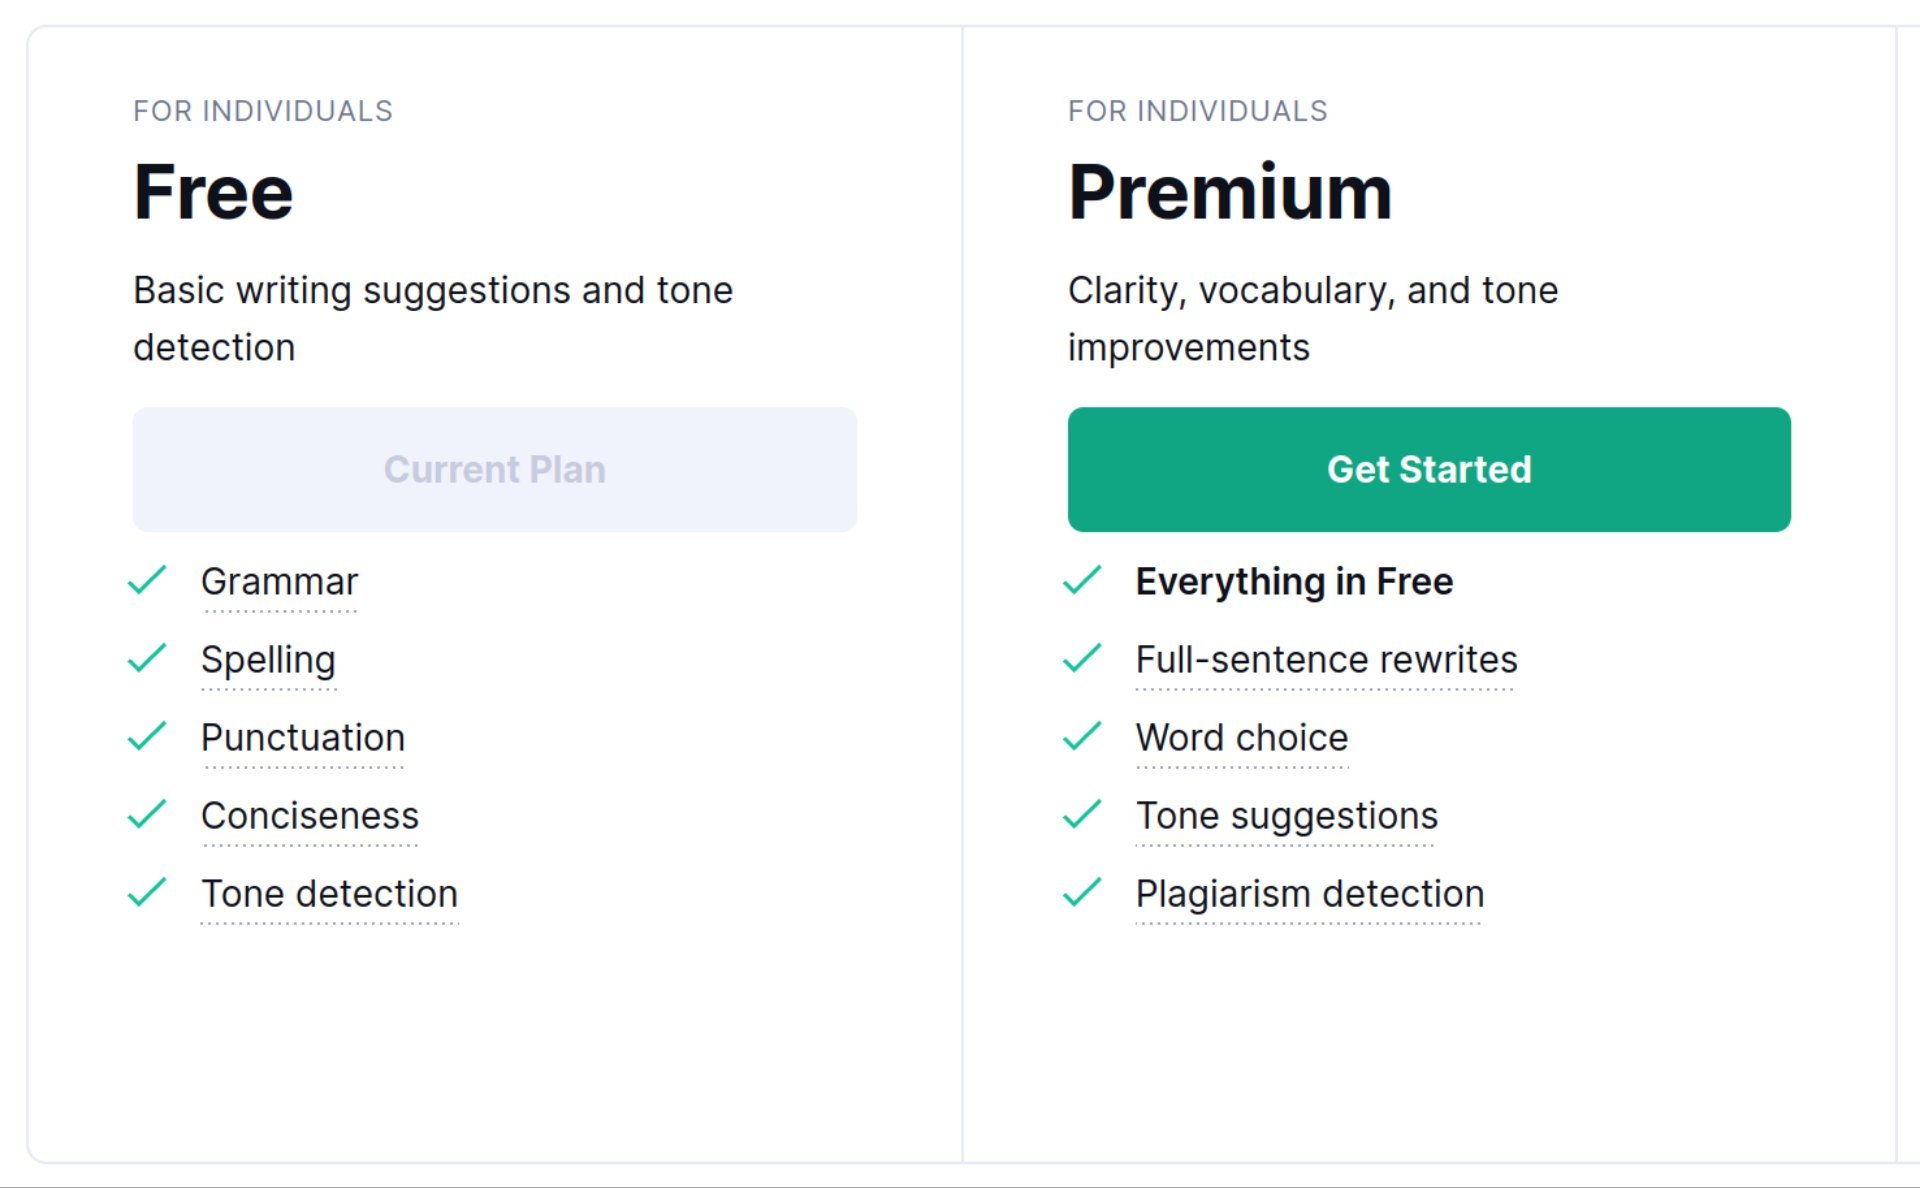 FOR INDIVIDUALS
Free
Basic writing suggestions and tone
detection
Current Plan
Grammar
Spelling
Punctuation
Conciseness
Tone detection
FOR INDIVIDUALS
Premium
Clarity, vocabulary, and tone
improvements
Get Started
Everything in Free
Full-sentence rewrites
Word choice
Tone suggestions
Plagiarism detection